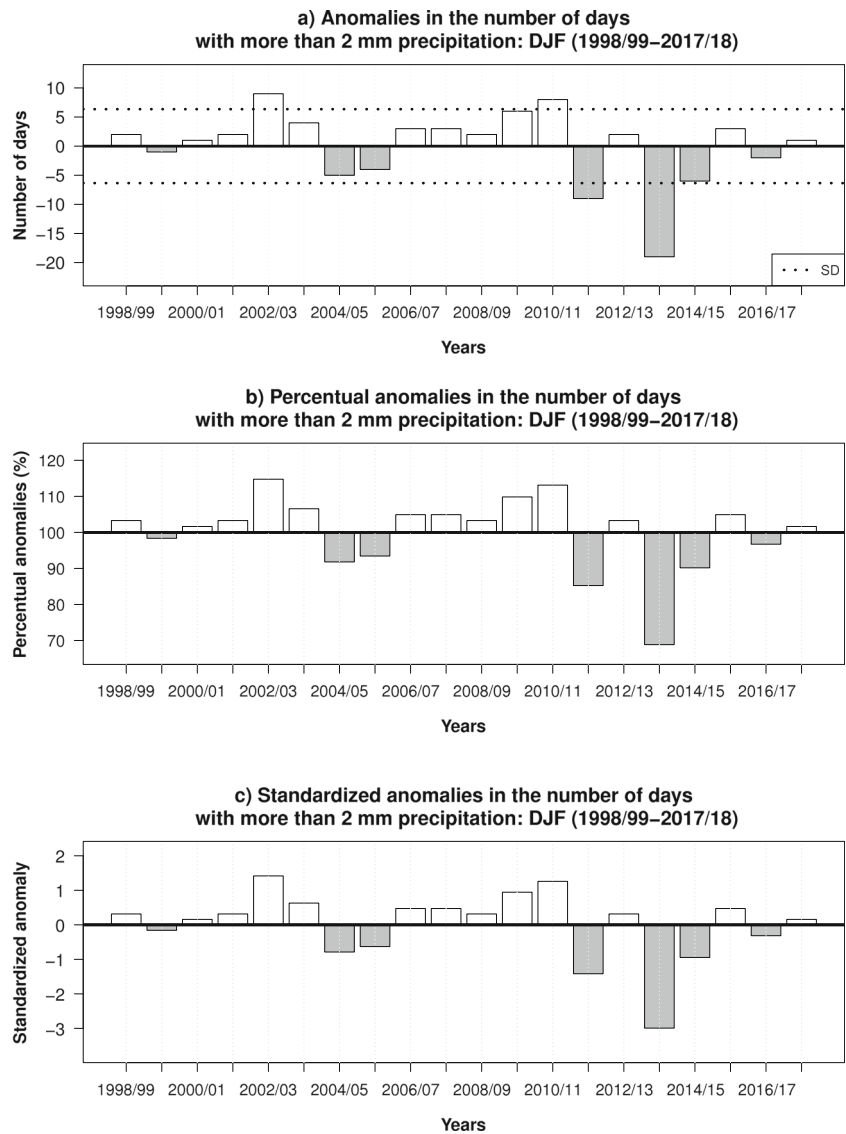 a) Anomalies in the number of days
with more than 2 mm precipitation: DJF (1998/99−2017/18)
Number of days
10
5
0
−5
−10
−15
−20
SD
1998/99 2000/01 2002/03 2004/05 2006/07 2008/09 2010/11 2012/13 2014/15 2016/17
Years
b) Percentual anomalies in the number of days
with more than 2 mm precipitation: DJF (1998/99−2017/18)
Percentual anomalies (%)
120
110
100
90
80
70
1998/99 2000/01 2002/03 2004/05 2006/07 2008/09 2010/11 2012/13 2014/15 2016/17
Years
c) Standardized anomalies in the number of days
with more than 2 mm precipitation: DJF (1998/99−2017/18)
Standardized anomaly
2
1
0
−1
−2
−3
1998/99 2000/01 2002/03 2004/05 2006/07 2008/09 2010/11 2012/13 2014/15 2016/17
Years